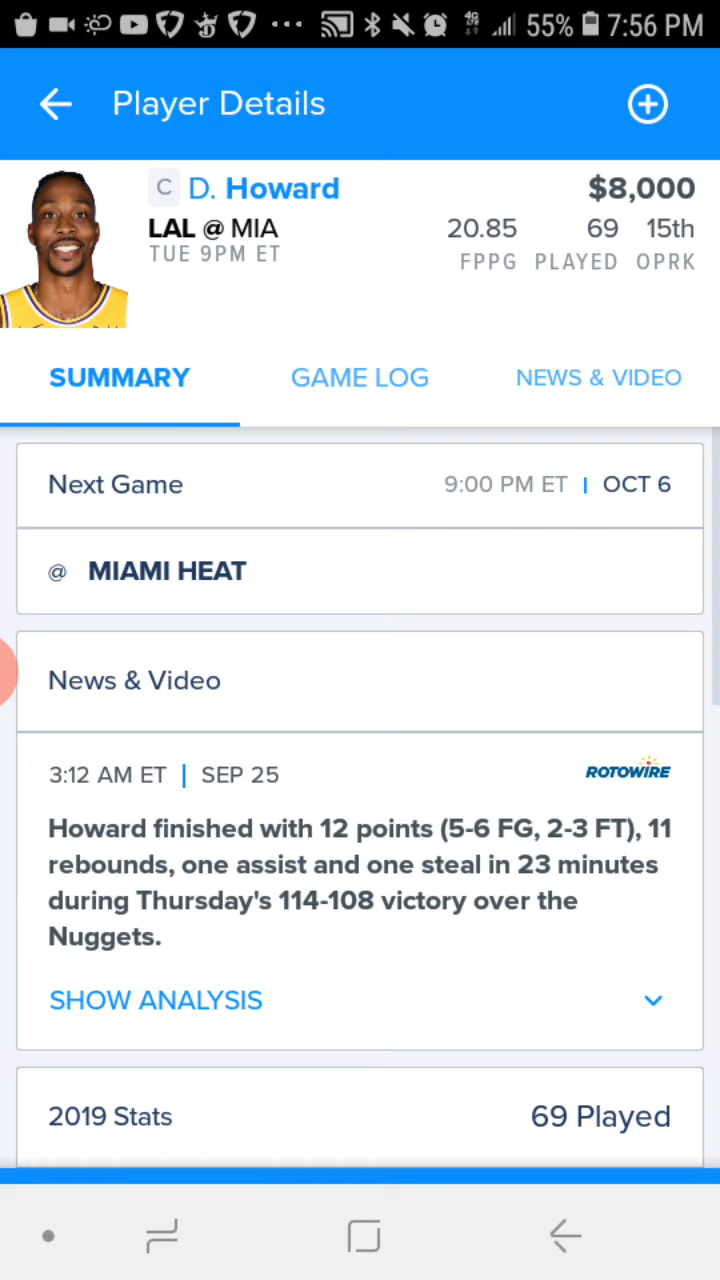 4G LTE 55% 7:56 PM
Player Details
C D. Howard $8,000
LAL @ MIA 20.85 69 15th
TUE 9PM ET FPPG PLAYED OPRK
SUMMARY GAME LOG NEWS & VIDEO
Next Game 9:00 PM ET | OCT 6
@ MIAMI HEAT
News & Video
3:12 AM ET | SEP 25 ROTOWIRE
Howard finished with 12 points (5-6 FG, 2-3 FT), 11
rebounds, one assist and one steal in 23 minutes
during Thursday's 114-108 victory over the
Nuggets.
SHOW ANALYSIS
2019 Stats 69 Played